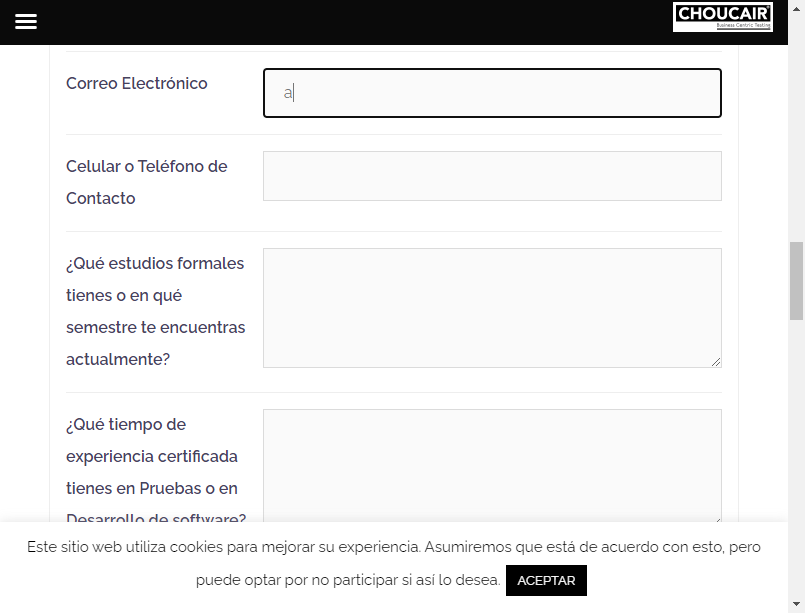 CHOUCAIR
Business Centric Testing
Correo Electrónico
a
Celular o Teléfono de
Contacto
¿Qué estudios formales
tienes o en qué
semestre te encuentras
actualmente?
¿Qué tiempo de
experiencia certificada
tienes en Pruebas o en
Desarrollo de software?
Este sitio web utiliza cookies para mejorar su experiencia. Asumiremos que está de acuerdo con esto, pero
puede optar por no participar si así lo desea. ACEPTAR